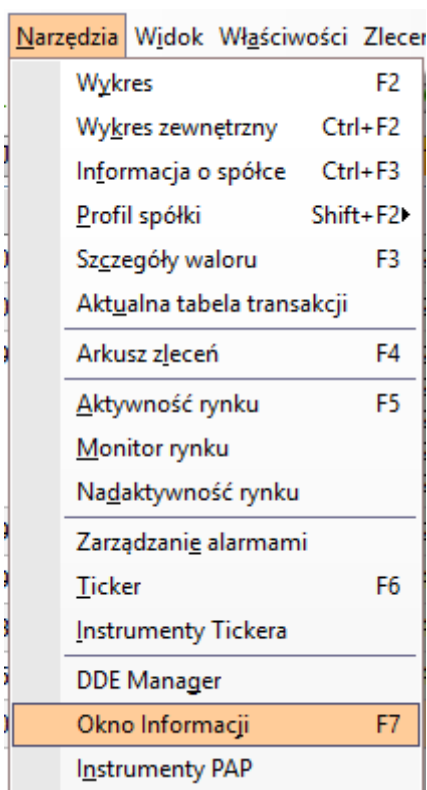 Narzędzia Widok Właściwości
Wykres F2
Wykres zewnętrzny Ctrl+F2
Informacja o spółce Ctrl+F3
Profil spółki Shift+F2
Szczegóły waloru F3
Aktualna tabela transakcji
Arkusz zleceń F4
Aktywność rynku F5
Monitor rynku
Nadaktywność rynku
Zarządzanie alarmami
Ticker F6
Instrumenty Tickera
DDE Manager
Okno Informacji F7
Instrumenty PAP